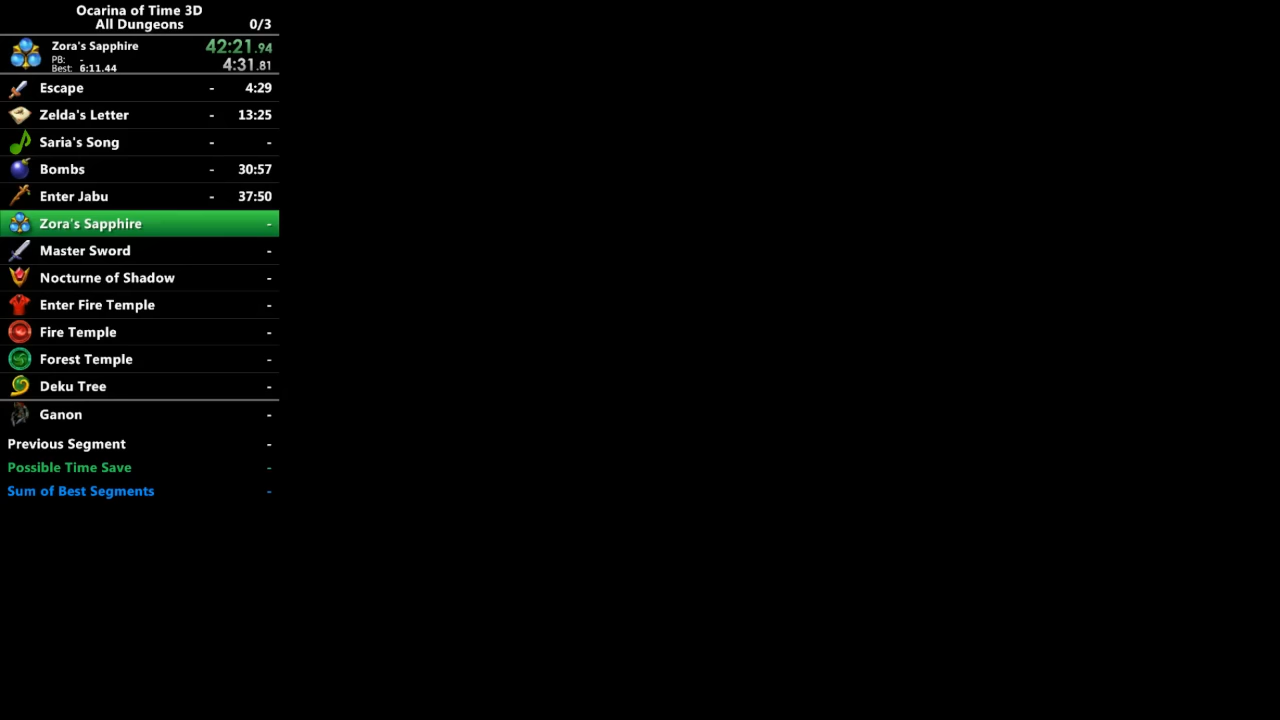 Ocarina of Time 3D
All Dungeons 0/3
Zora's Sapphire 42:21.94
PB: -
Best: 6:11.44 4:31.81
Escape - 4:29
Zelda's Letter - 13:25
Saria's Song - -
Bombs - 30:57
Enter Jabu - 37:50
Zora's Sapphire -
Master Sword -
Nocturne of Shadow -
Enter Fire Temple -
Fire Temple -
Forest Temple -
Deku Tree -
Ganon -
Previous Segment -
Possible Time Save -
Sum of Best Segments -